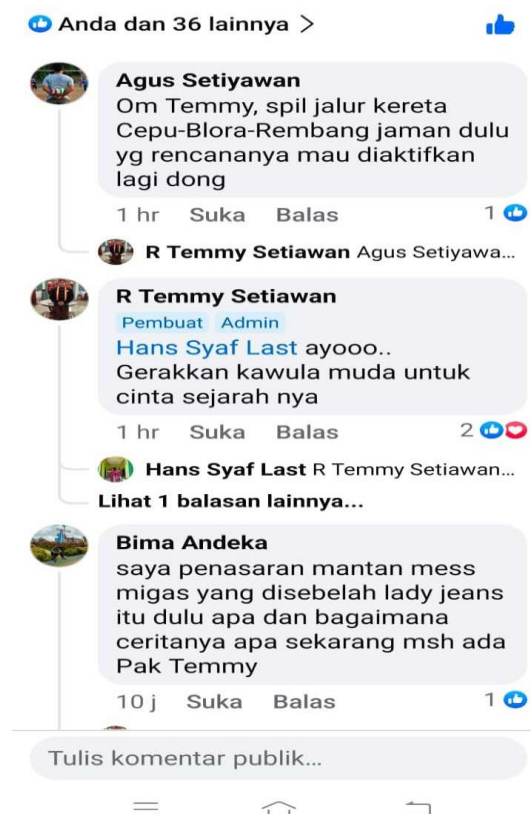 Anda dan 36 lainnya >
Agus Setiyawan
Om Temmy, spil jalur kereta
Cepu-Blora-Rembang jaman dulu
yg rencananya mau diaktifkan
lagi dong
1 hr Suka Balas 1
R Temmy Setiawan Agus Setiyawa...
R Temmy Setiawan
Pembuat Admin
Hans Syaf Last ayooo..
Gerakkan kawula muda untuk
cinta sejarah nya
1 hr Suka Balas 2
Hans Syaf Last R Temmy Setiawan...
Lihat 1 balasan lainnya...
Bima Andeka
saya penasaran mantan mess
migas yang disebelah lady jeans
itu dulu apa dan bagaimana
ceritanya apa sekarang msh ada
Pak Temmy
10 j Suka Balas 1
Tulis komentar publik...